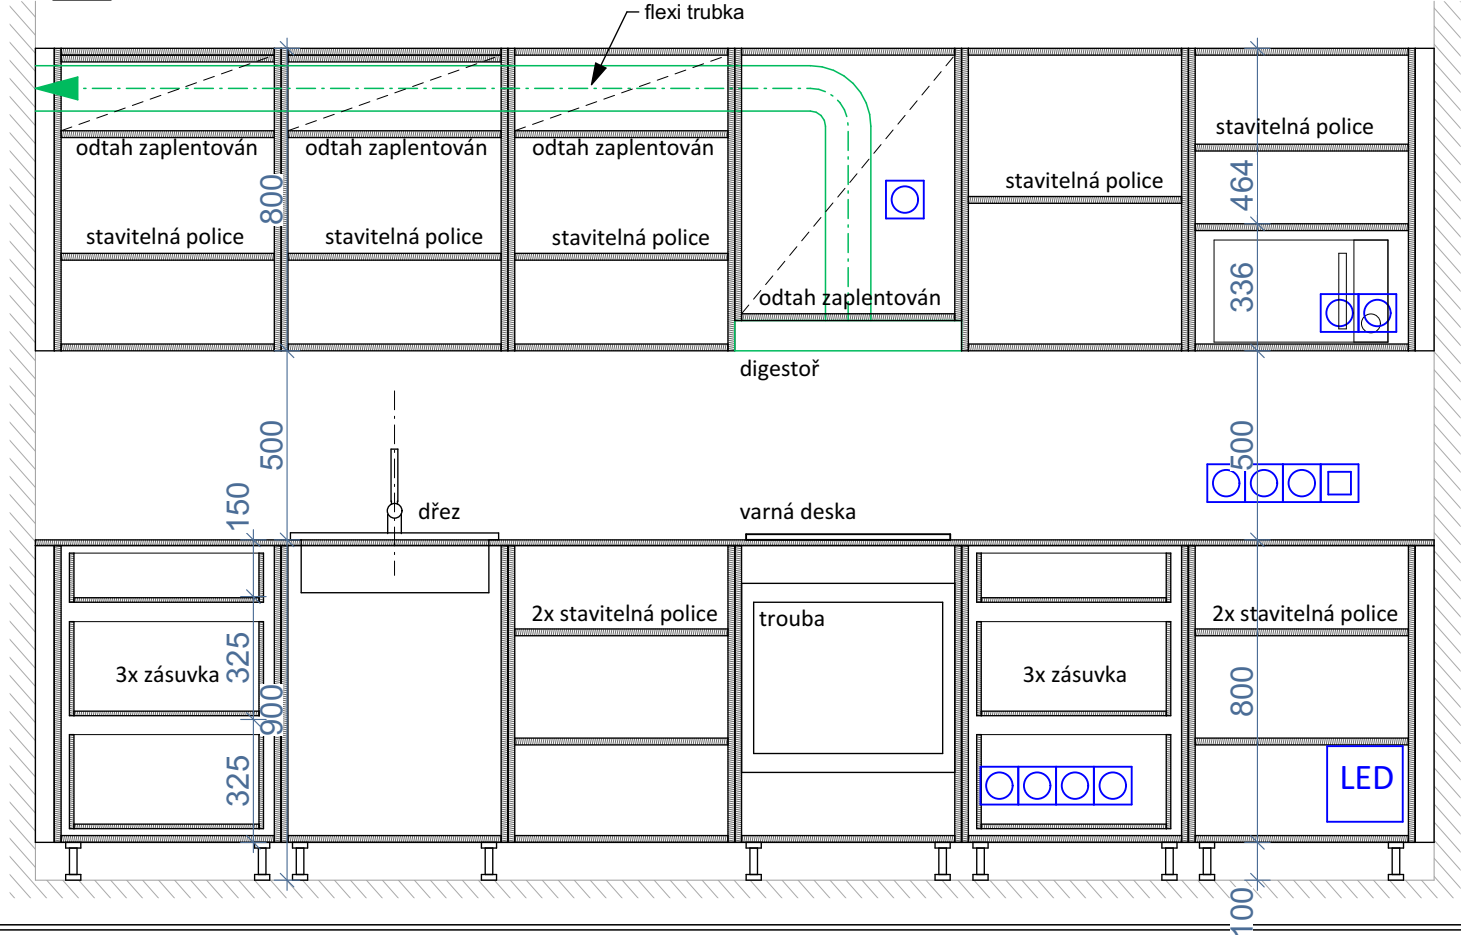 flexi trubka
stavitelná police
odtah zaplentován
odtah zaplentován
odtah zaplentován
800
464
stavitelná police
stavitelná police
stavitelná police
stavitelná police
336
odtah zaplentován
digestoř
500
500
150
dřez
varná deska
2x stavitelná police
trouba
2x stavitelná police
325
3x zásuvka
3x zásuvka
900
800
325
LED
100